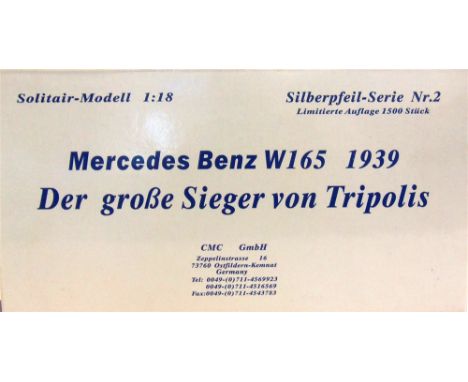 Solitair-Modell 1:18
Silberpfeil-Serie Nr.2
Limitierte Auflage 1500 Stück
Mercedes Benz W165 1939
Der große Sieger von Tripolis
CMC GmbH
Zeppelinstrasse 16
73760 Ostfildern-Kemnat
Germany
Tel: 0049-(0)711-4569923
0049-(0)711-4516569
Fax:0049-(0)711-4543783